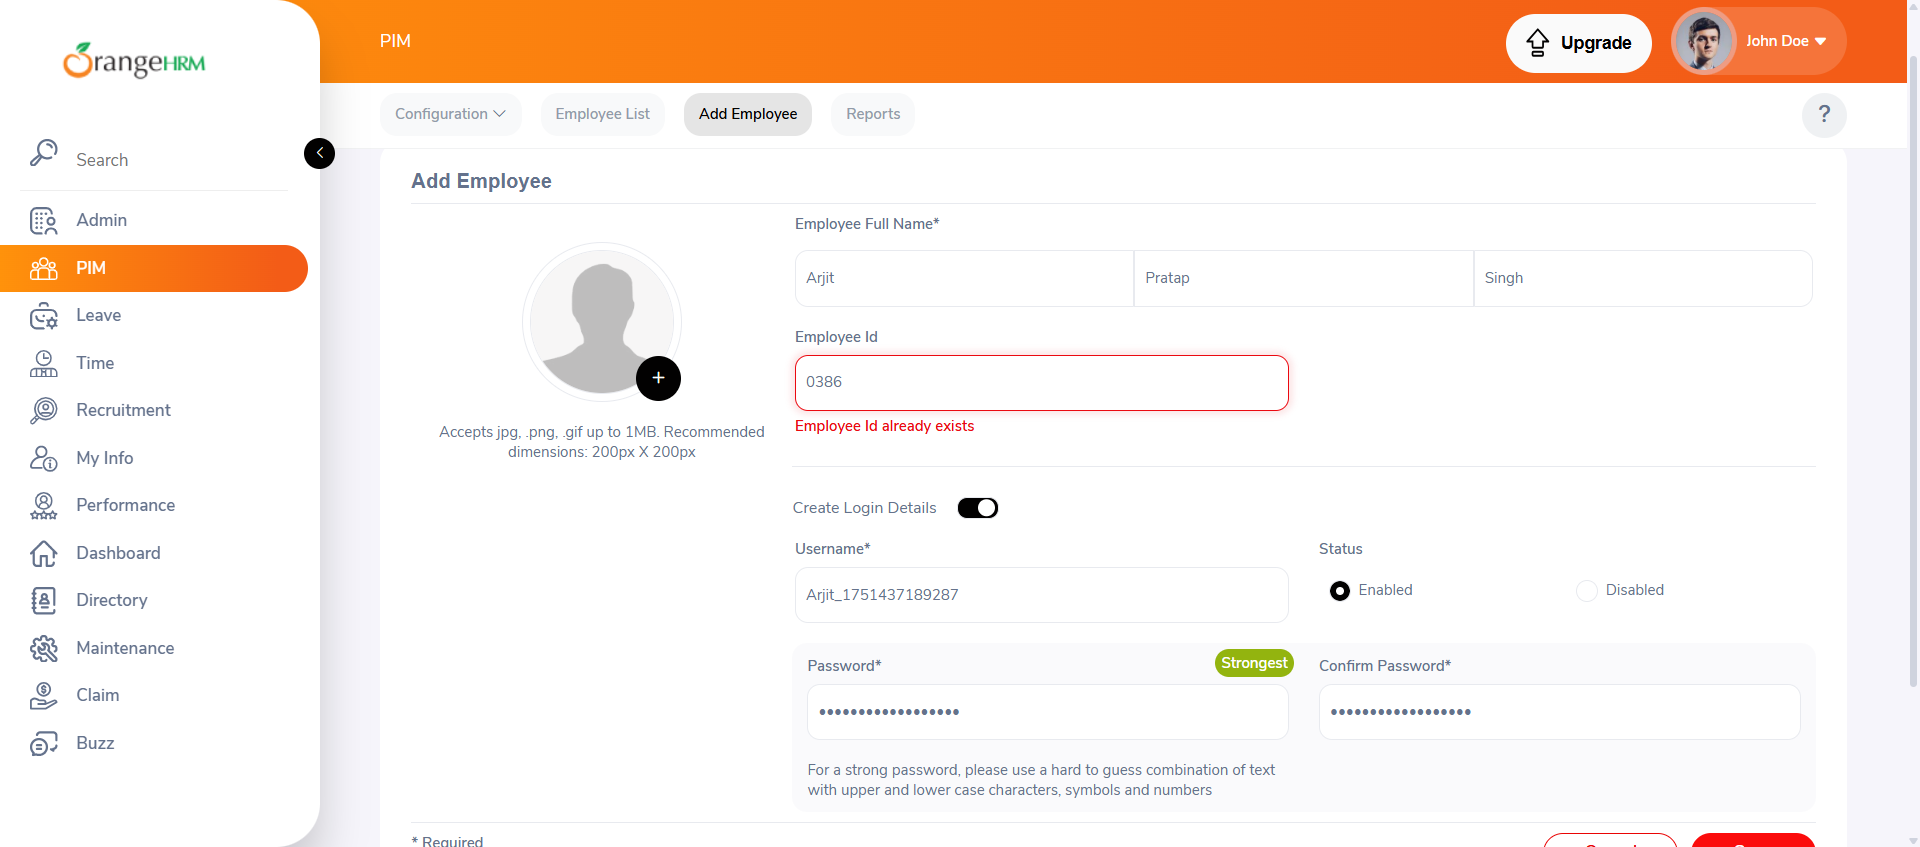 OrangeHRM
PIM
Upgrade
John Doe
Configuration
Employee List
Add Employee
Reports
?
Search
Admin
PIM
Leave
Time
Recruitment
My Info
Performance
Dashboard
Directory
Maintenance
Claim
Buzz
Add Employee
Accepts jpg, .png, .gif up to 1MB. Recommended
dimensions: 200px X 200px
Employee Full Name*
Arjit
Pratap
Singh
Employee Id
0386
Employee Id already exists
Create Login Details
Username*
Arjit_1751437189287
Status
Enabled
Disabled
Password*
Strongest
••••••••••••••••••
Confirm Password*
••••••••••••••••••
For a strong password, please use a hard to guess combination of text
with upper and lower case characters, symbols and numbers
* Required